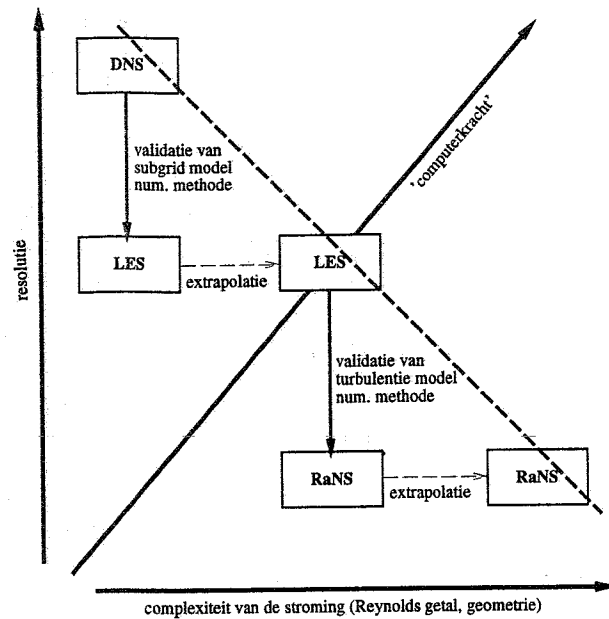 DNS
validatie van
subgrid model
num. methode
'computerkracht'
LES
extrapolatie
LES
resolutie
validatie van
turbulentie model
num. methode
RaNS
extrapolatie
RaNS
complexiteit van de stroming (Reynolds getal, geometrie)